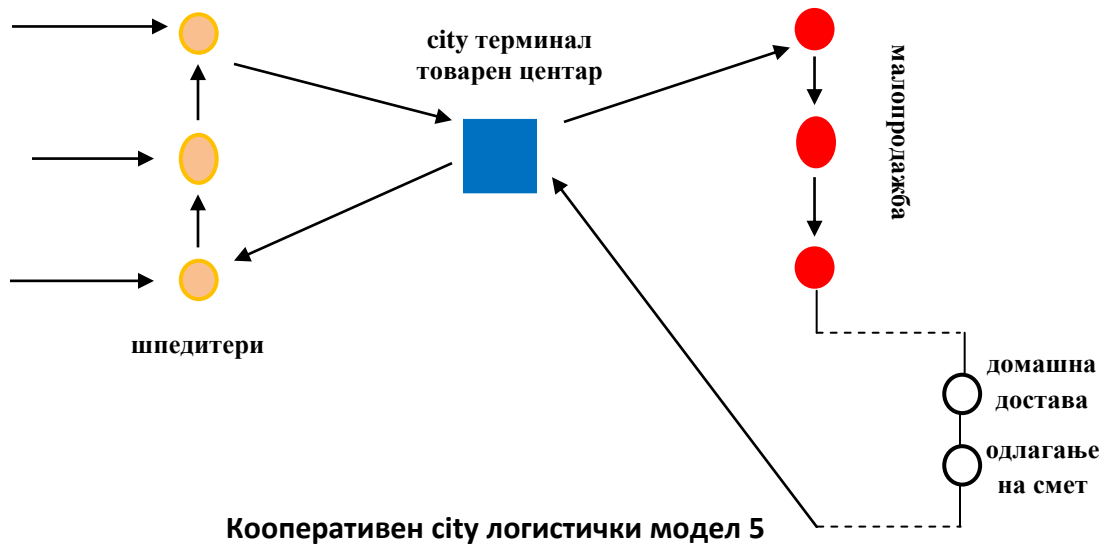 city терминал
товарен центар
малопродажба
шпедитери
домашна
достава
одлагање
на смет
Кооперативен city логистички модел 5